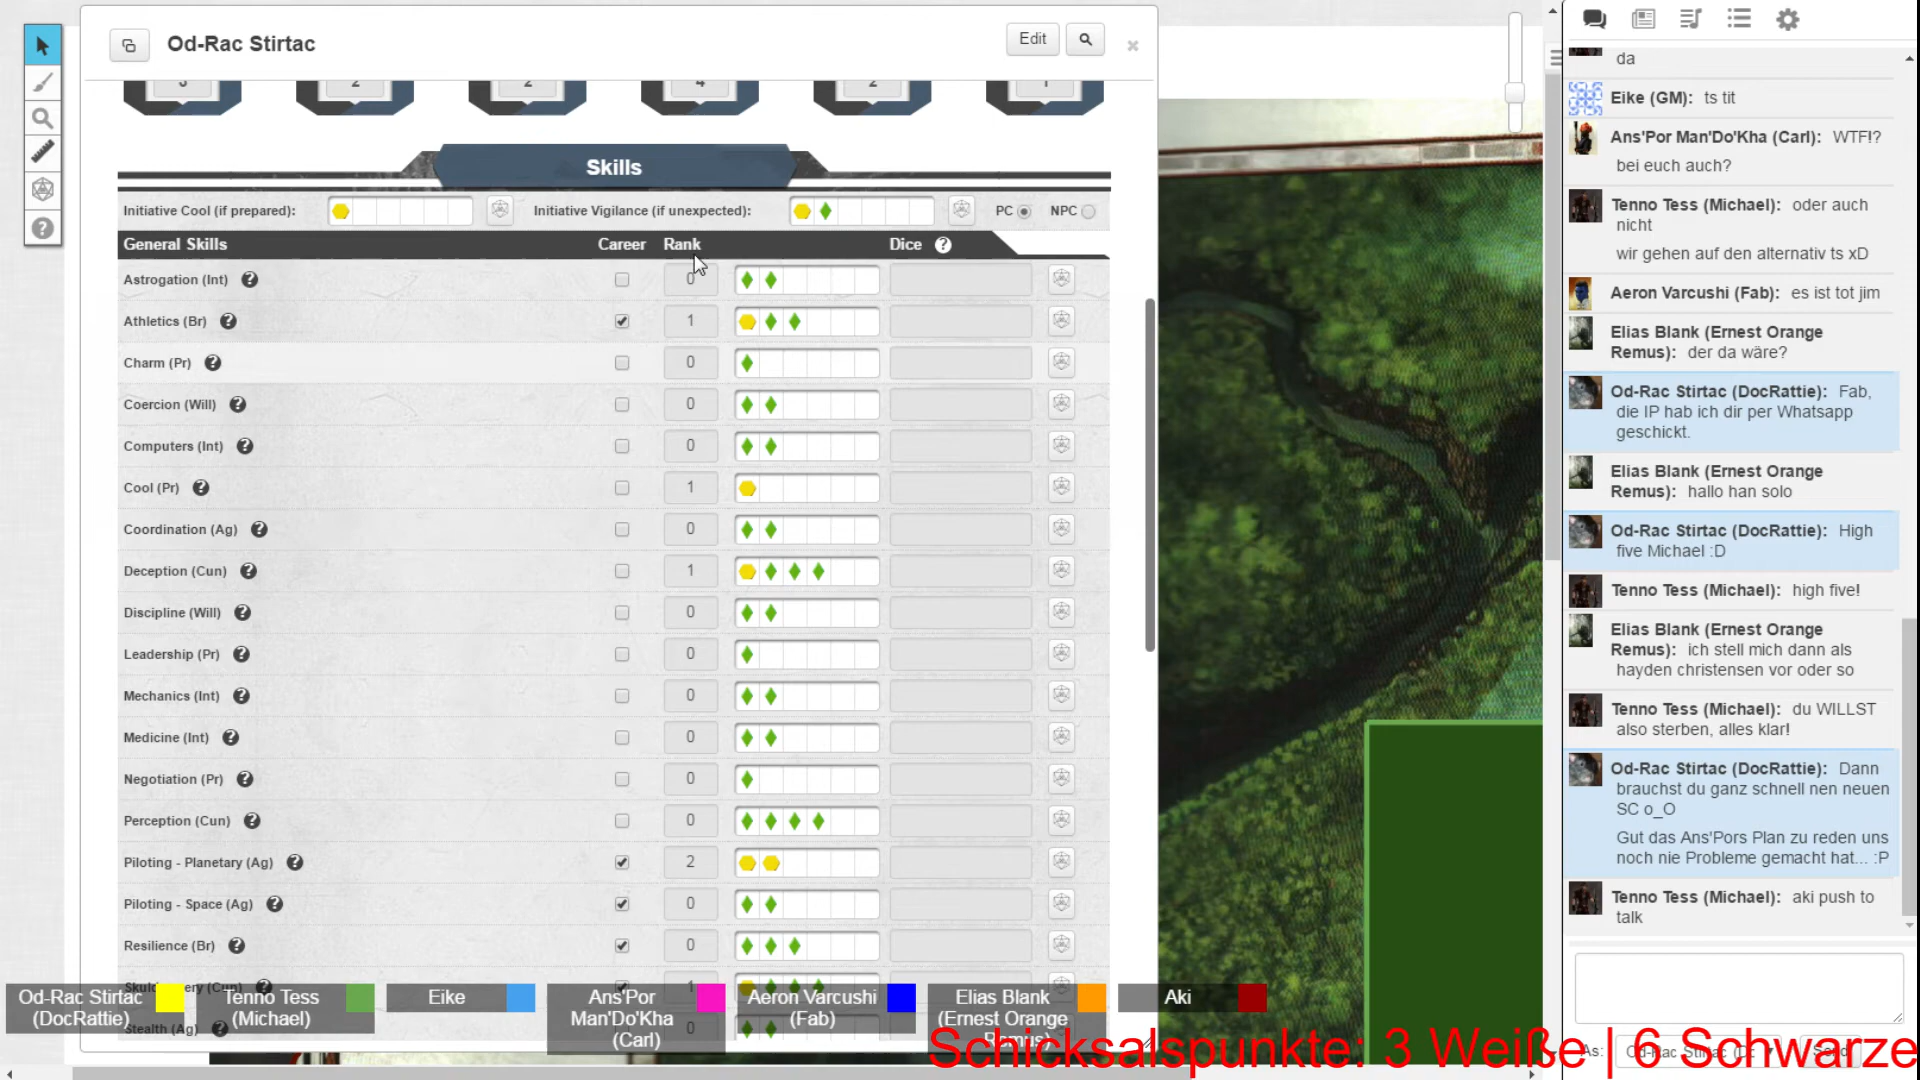 Od-Rac Stirtac
Edit
2
2
4
2
1
Skills
Initiative Cool (if prepared):
Initiative Vigilance (if unexpected):
PC
NPC
General Skills Career Rank Dice
Astrogation (Int) 0
Athletics (Br) 1
Charm (Pr) 0
Coercion (Will) 0
Computers (Int) 0
Cool (Pr) 1
Coordination (Ag) 0
Deception (Cun) 1
Discipline (Will) 0
Leadership (Pr) 0
Mechanics (Int) 0
Medicine (Int) 0
Negotiation (Pr) 0
Perception (Cun) 0
Piloting - Planetary (Ag) 2
Piloting - Space (Ag) 0
Resilience (Br) 0
Stealth (Ag)
Od-Rac Stirtac
(DocRattie)
Tenno Tess
(Michael)
Eike
Ans'Por
Man'Do'Kha
(Carl)
Aeron Varcushi
(Fab)
Elias Blank
(Ernest Orange
Remus)
Aki
Schicksalspunkte: 3 Weiße | 6 Schwarze
da
Eike (GM): ts tit
Ans'Por Man'Do'Kha (Carl): WTF!?
bei euch auch?
Tenno Tess (Michael): oder auch
nicht
wir gehen auf den alternativ ts xD
Aeron Varcushi (Fab): es ist tot jim
Elias Blank (Ernest Orange
Remus): der da wäre?
Od-Rac Stirtac (DocRattie): Fab,
die IP hab ich dir per Whatsapp
geschickt.
Elias Blank (Ernest Orange
Remus): hallo han solo
Od-Rac Stirtac (DocRattie): High
five Michael :D
Tenno Tess (Michael): high five!
Elias Blank (Ernest Orange
Remus): ich stell mich dann als
hayden christensen vor oder so
Tenno Tess (Michael): du WILLST
also sterben, alles klar!
Od-Rac Stirtac (DocRattie): Dann
brauchst du ganz schnell nen neuen
SC o_O
Gut das Ans'Pors Plan zu reden uns
noch nie Probleme gemacht hat... :P
Tenno Tess (Michael): aki push to
talk
As: